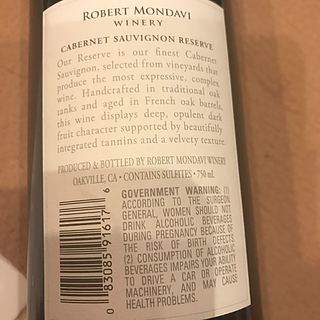 ROBERT MONDAVI
WINERY
CABERNET SAUVIGNON RESERVE
Our Reserve is our finest Cabernet
Sauvignon, selected from vineyards that
produce the most expressive, complex
wine. Handcrafted in traditional oak
tanks and aged in French oak barrels,
this wine displays deep, opulent dark
fruit character supported by beautifully
integrated tannins and a velvety texture.
PRODUCED & BOTTLED BY ROBERT MONDAVI WINERY
OAKVILLE, CA • CONTAINS SULFITES • 750 ml.
GOVERNMENT WARNING: (1)
ACCORDING TO THE SURGEON
GENERAL, WOMEN SHOULD NOT
DRINK ALCOHOLIC BEVERAGES
DURING PREGNANCY BECAUSE OF
THE RISK OF BIRTH DEFECTS.
(2) CONSUMPTION OF ALCOHOLIC
BEVERAGES IMPAIRS YOUR ABILITY
TO DRIVE A CAR OR OPERATE
MACHINERY, AND MAY CAUSE
HEALTH PROBLEMS.
0 83085 91617 6